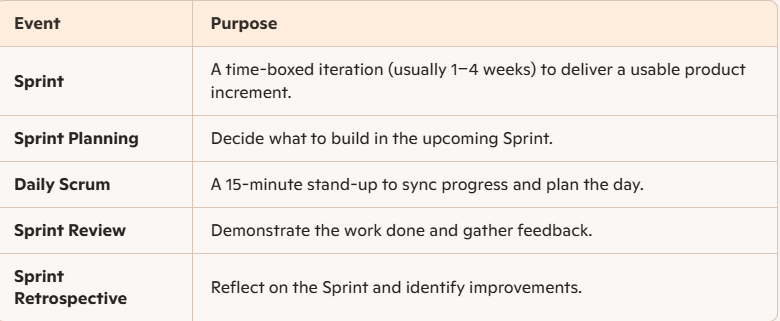 Event
Purpose
Sprint
A time-boxed iteration (usually 1–4 weeks) to deliver a usable product
increment.
Sprint Planning
Decide what to build in the upcoming Sprint.
Daily Scrum
A 15-minute stand-up to sync progress and plan the day.
Sprint Review
Demonstrate the work done and gather feedback.
Sprint
Retrospective
Reflect on the Sprint and identify improvements.